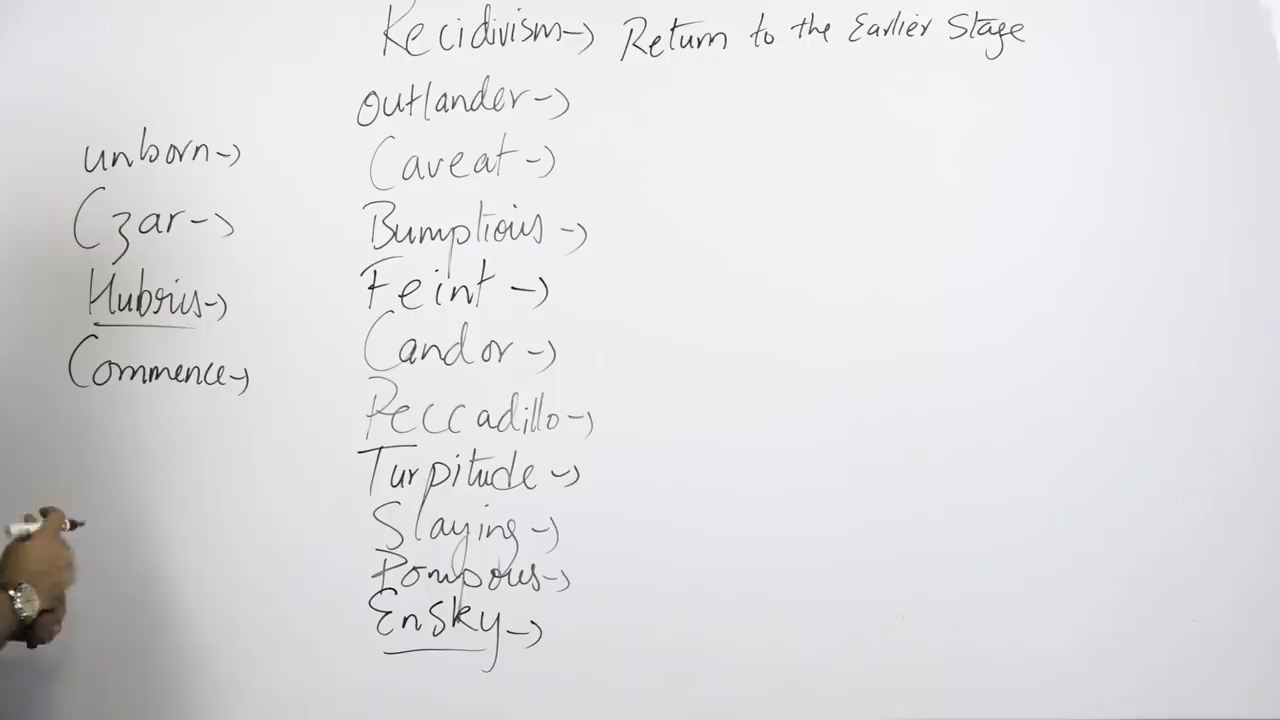 Recidivism→ Return to the Earlier Stage
Outlander→
Caveat→
Bumptious→
Feint→
Candor→
Peccadillo→
Turpitude→
Slaying→
Pompous→
Ensky→
unborn→
Czar→
Hubris→
Commence→